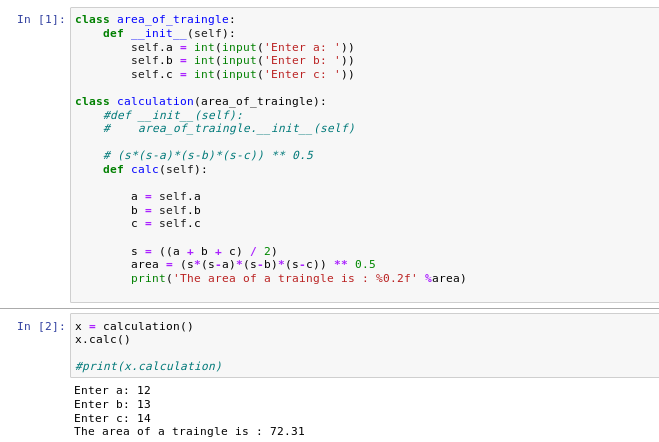 In [1]: class area_of_traingle:
    def __init__(self):
        self.a = int(input('Enter a: '))
        self.b = int(input('Enter b: '))
        self.c = int(input('Enter c: '))
class calculation(area_of_traingle):
    #def __init__(self):
    #    area_of_traingle.__init__(self)
    # (s*(s-a)*(s-b)*(s-c)) ** 0.5
    def calc(self):
        a = self.a
        b = self.b
        c = self.c
        s = ((a + b + c) / 2)
        area = (s*(s-a)*(s-b)*(s-c)) ** 0.5
        print('The area of a traingle is : %0.2f' %area)
In [2]: x = calculation()
x.calc()
#print(x.calculation)
Enter a: 12
Enter b: 13
Enter c: 14
The area of a traingle is : 72.31